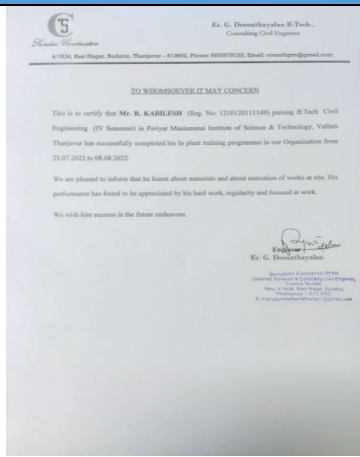 Er. G. Deenathayalan B.Tech.,
Consulting Civil Engineer
TO WHOMSOEVER IT MAY CONCERN
This is to certify that Mr. R. KABILESH (Reg. No: 1210120111149) pursing B.Tech Civil
Engineering (IV Semester) in Periyar Maniammai Institute of Science & Technology, Vallam
Thanjavur has successfully completed his In plant training programme in our Organization from
25.07.2022 to 08.08.2022
We are pleased to inform that he learnt about materials and about execution of works at site. His
performance has found to be appreciated by his hard work, regularity and focused at work.
We wish him success in the future endeavors.
Engineer
Er. G. Deenathayalan